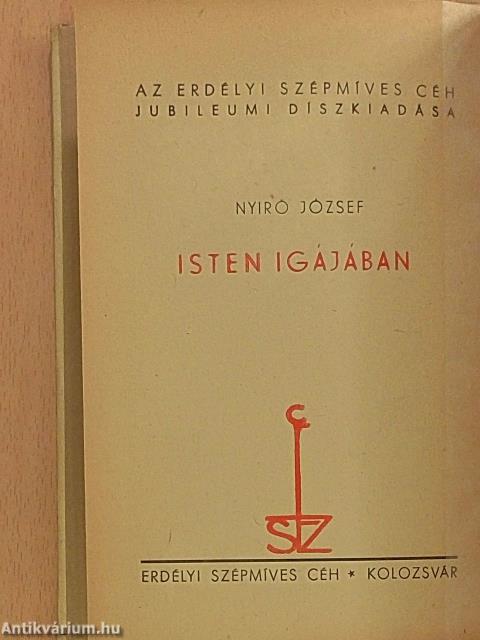 AZ ERDÉLYI SZÉPMÍVES CÉH
JUBILEUMI DÍSZKIADÁSA
NYIRŐ JÓZSEF
ISTEN IGÁJÁBAN
C
SZ
ERDÉLYI SZÉPMÍVES CÉH * KOLOZSVÁR
Antikvárium.hu